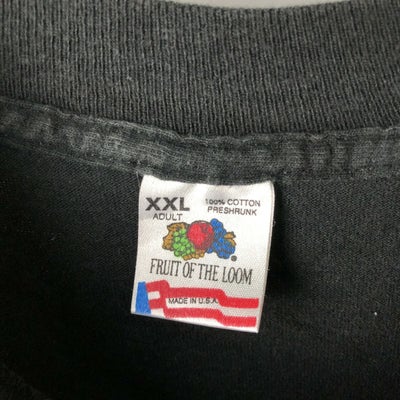 XXL 100% COTTON
ADULT PRESHRUNK
®
FRUIT OF THE LOOM
MADE IN U.S.A.